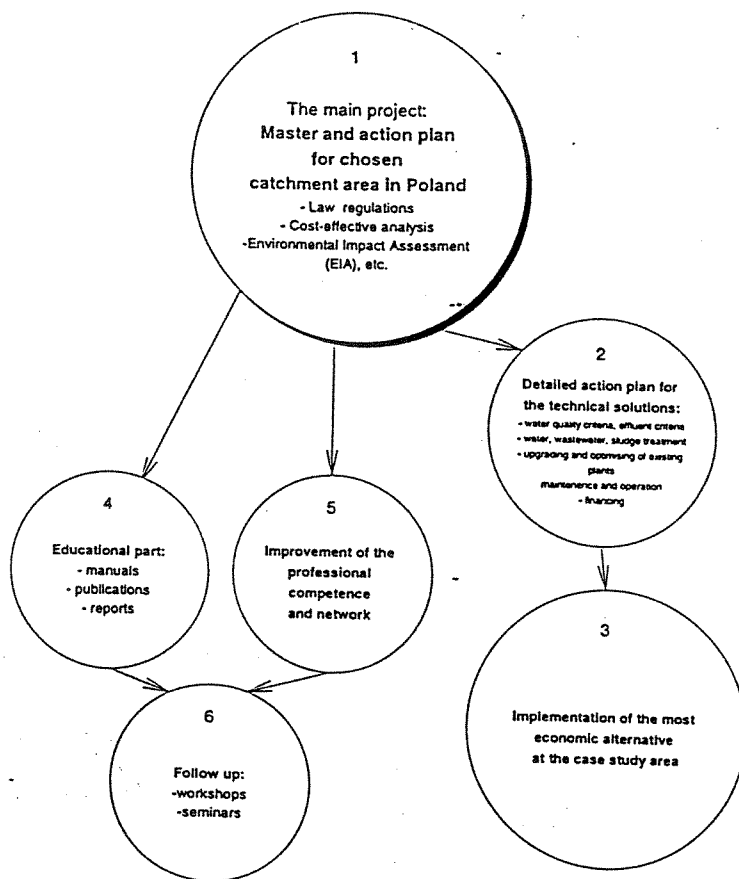 1
The main project:
Master and action plan
for chosen
catchment area in Poland
- Law regulations
- Cost-effective analysis
-Environmental Impact Assessment
(EIA), etc.
2
Detailed action plan for
the technical solutions:
- water quality criteria, effluent criteria
- water, wastewater, sludge treatment
- upgrading and optimising of existing
plants
maintenence and operation
- financing
3
Implementation of the most
economic alternative
at the case study area
4
Educational part:
- manuals
- publications
- reports
5
Improvement of the
professional
competence
and network
6
Follow up:
-workshops
-seminars